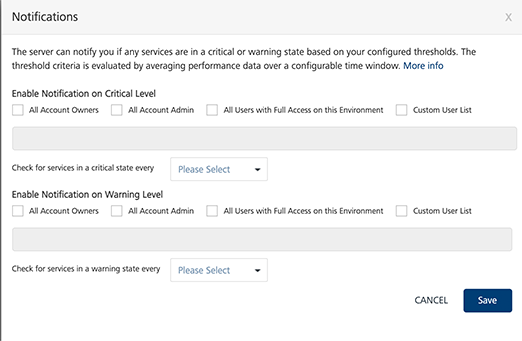 Notifications X
The server can notify you if any services are in a critical or warning state based on your configured thresholds. The
threshold criteria is evaluated by averaging performance data over a configurable time window. More info
Enable Notification on Critical Level
All Account Owners All Account Admin All Users with Full Access on this Environment Custom User List
Check for services in a critical state every Please Select
Enable Notification on Warning Level
All Account Owners All Account Admin All Users with Full Access on this Environment Custom User List
Check for services in a warning state every Please Select
CANCEL Save